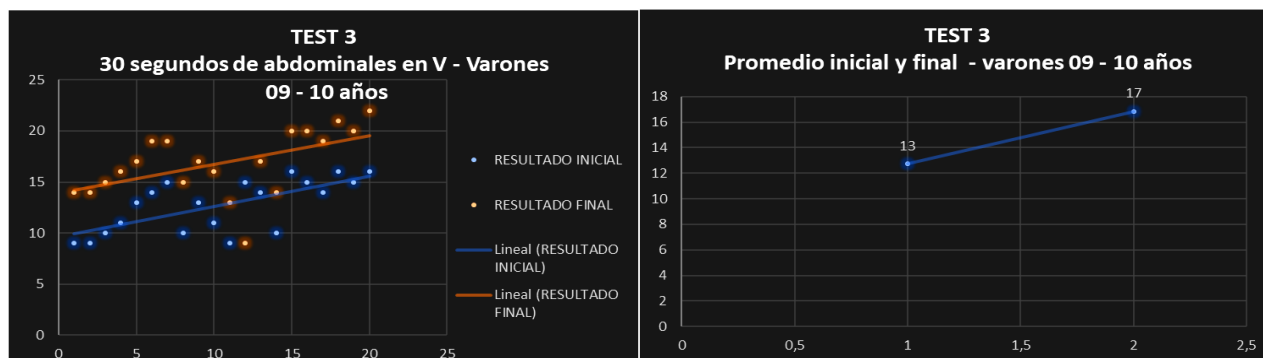 TEST 3
30 segundos de abdominales en V - Varones
09 - 10 años
25
20
15
10
5
0
0
5
10
15
20
25
RESULTADO INICIAL
RESULTADO FINAL
Lineal (RESULTADO
INICIAL)
Lineal (RESULTADO
FINAL)
TEST 3
Promedio inicial y final - varones 09 - 10 años
18
16
14
12
10
8
6
4
2
0
13
17
0
0,5
1
1,5
2
2,5